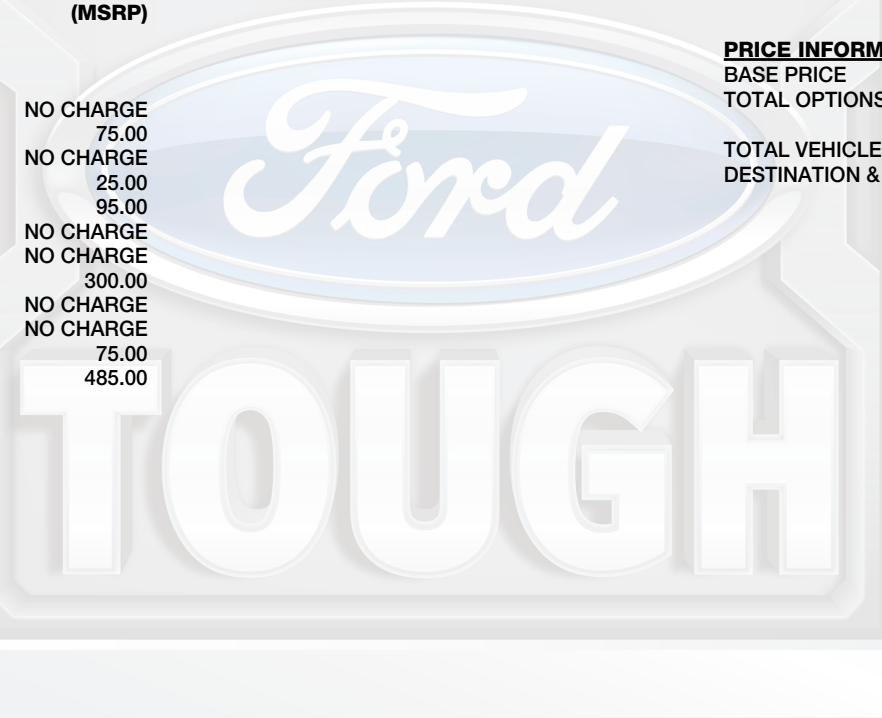 (MSRP)
NO CHARGE
75.00
NO CHARGE
25.00
95.00
NO CHARGE
NO CHARGE
300.00
NO CHARGE
NO CHARGE
75.00
485.00
PRICE INFORM
BASE PRICE
TOTAL OPTIONS
TOTAL VEHICLE
DESTINATION &
Ford
TOUGH